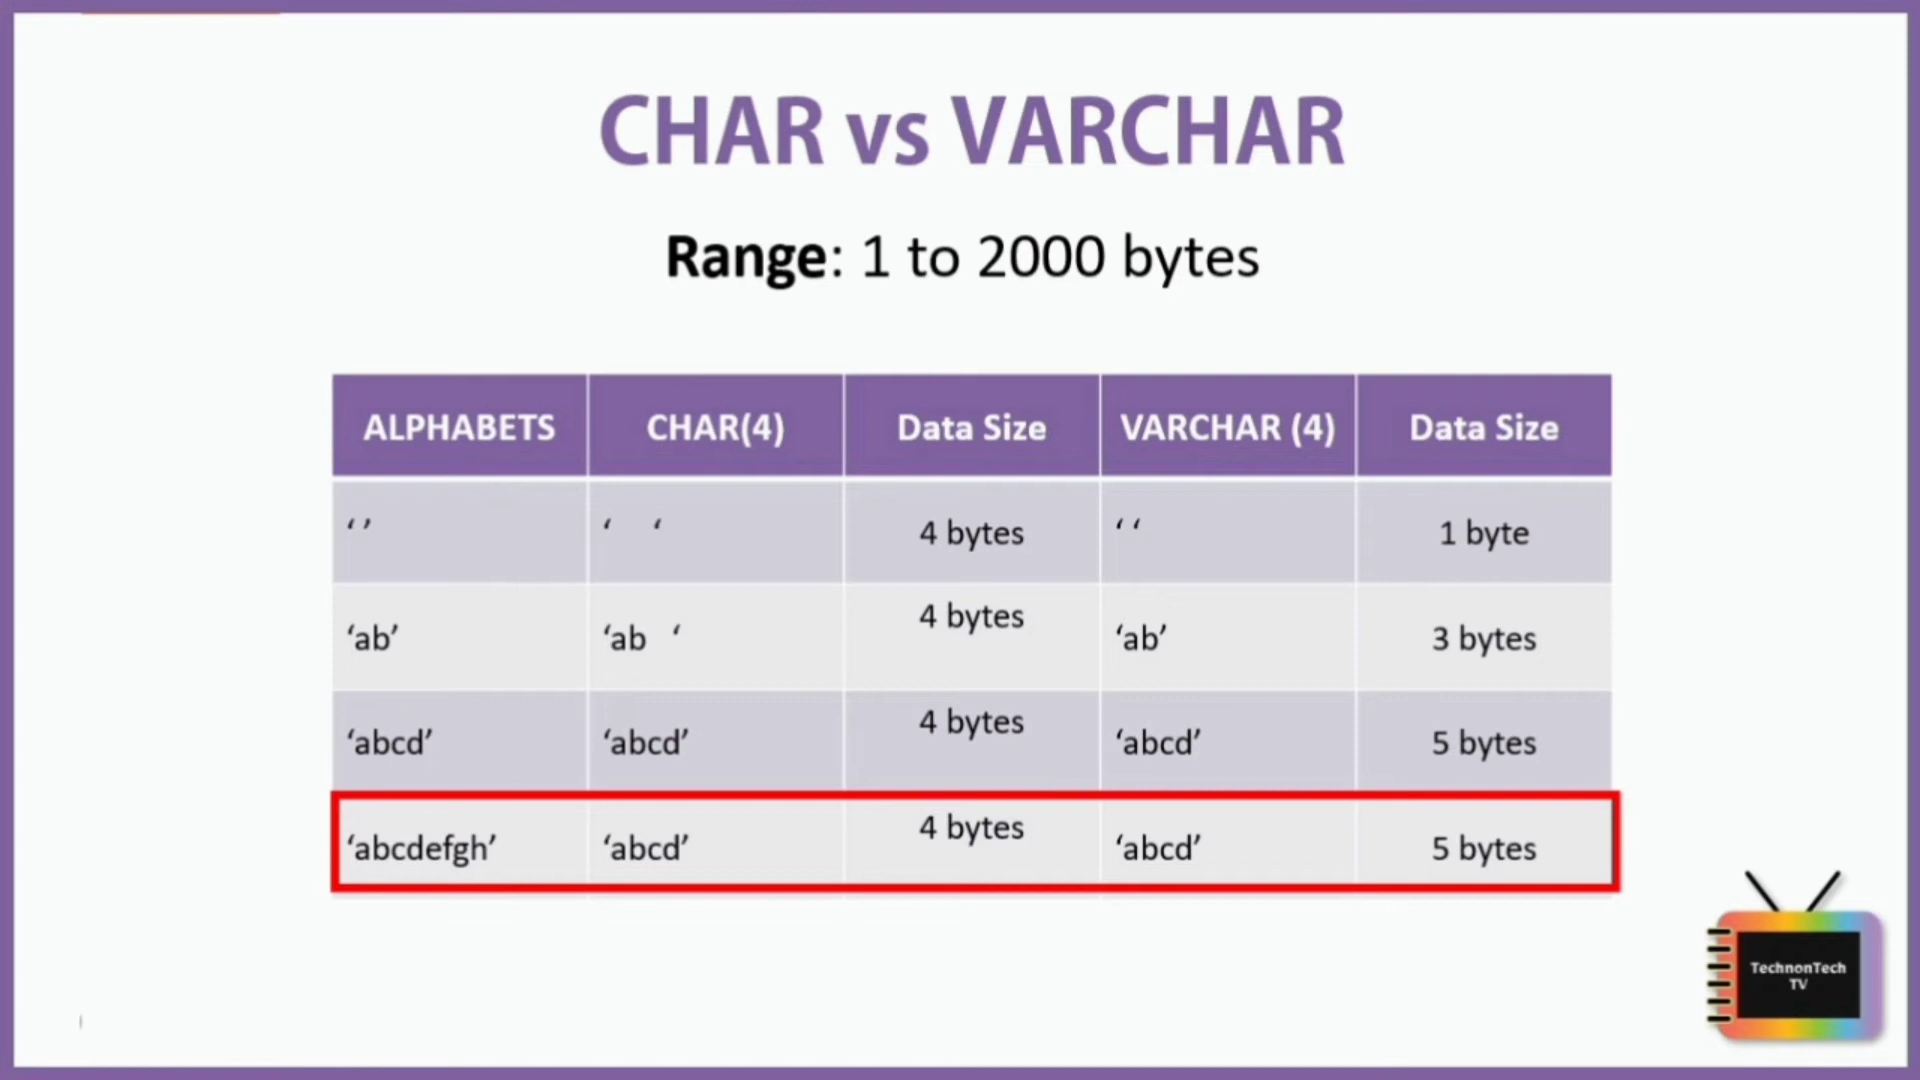 CHAR vs VARCHAR
Range: 1 to 2000 bytes
ALPHABETS CHAR(4) Data Size VARCHAR (4) Data Size
‘ ’ ‘ ‘ 4 bytes ‘ ‘ 1 byte
‘ab’ ‘ab ‘ 4 bytes ‘ab’ 3 bytes
‘abcd’ ‘abcd’ 4 bytes ‘abcd’ 5 bytes
‘abcdefgh’ ‘abcd’ 4 bytes ‘abcd’ 5 bytes
TechnonTech
TV